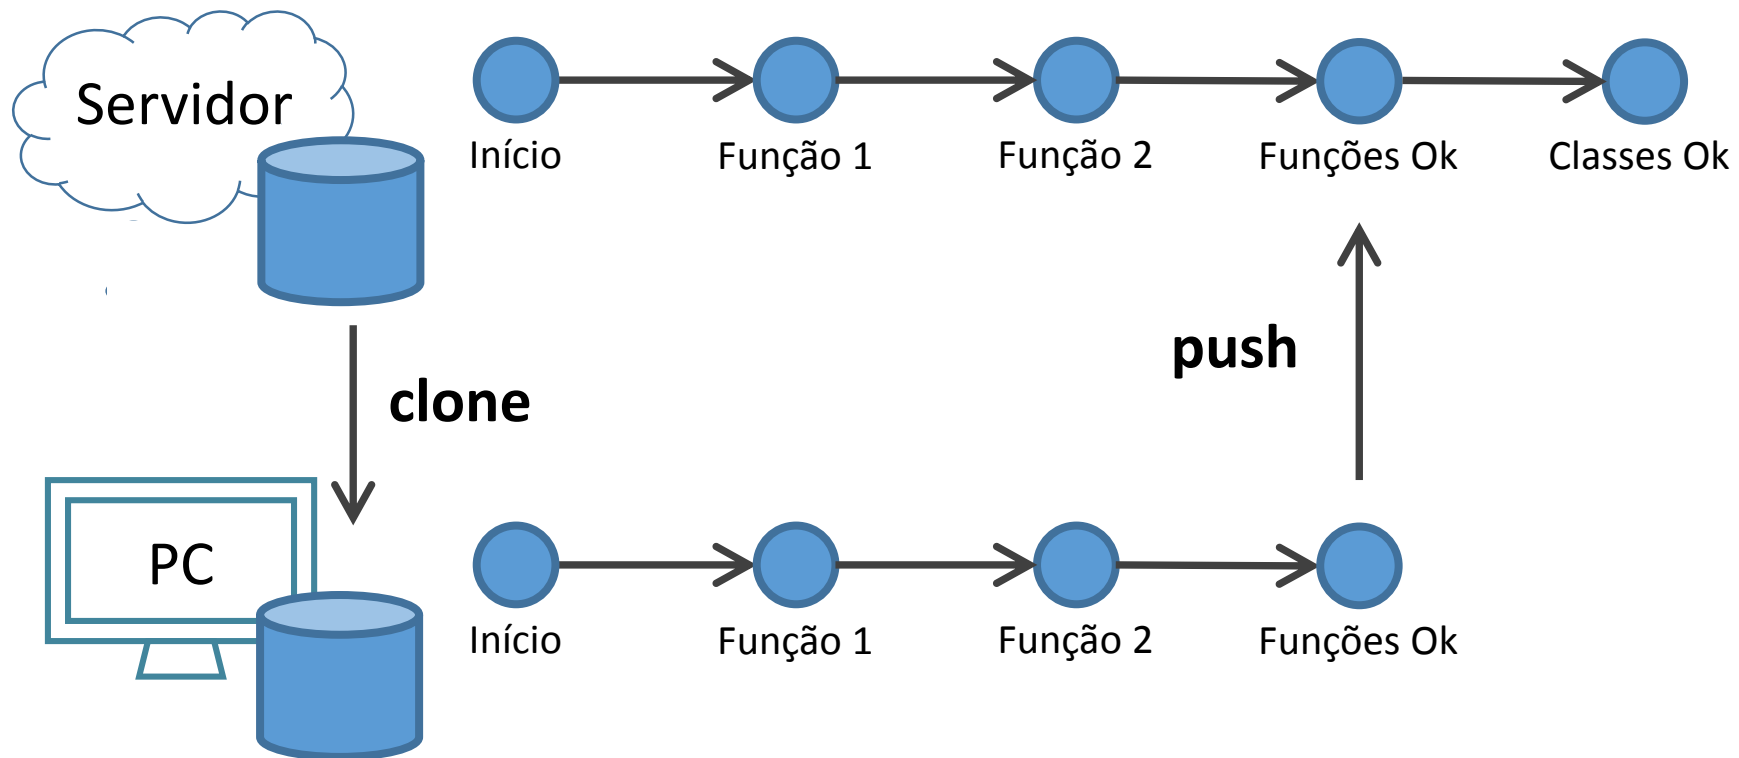 Servidor
Início
Função 1
Função 2
Funções Ok
Classes Ok
clone
push
PC
Início
Função 1
Função 2
Funções Ok